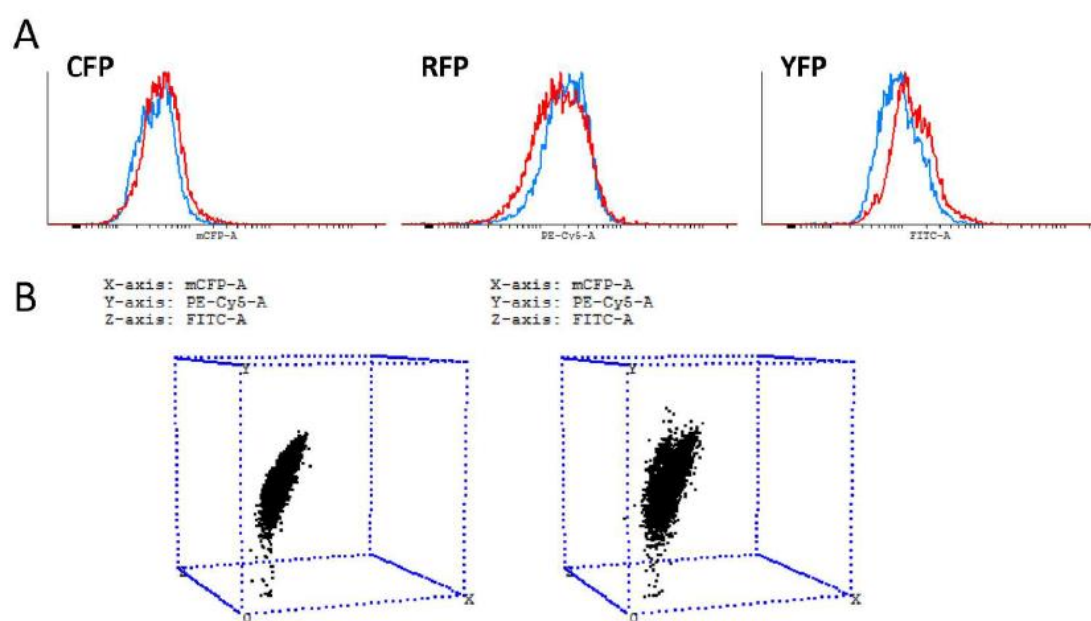 A
CFP
RFP
YFP
mCFP-A
PE-Cy5-A
FITC-A
B
X-axis: mCFP-A
Y-axis: PE-Cy5-A
Z-axis: FITC-A
X-axis: mCFP-A
Y-axis: PE-Cy5-A
Z-axis: FITC-A
Y
Z
X
O
Y
Z
X
O